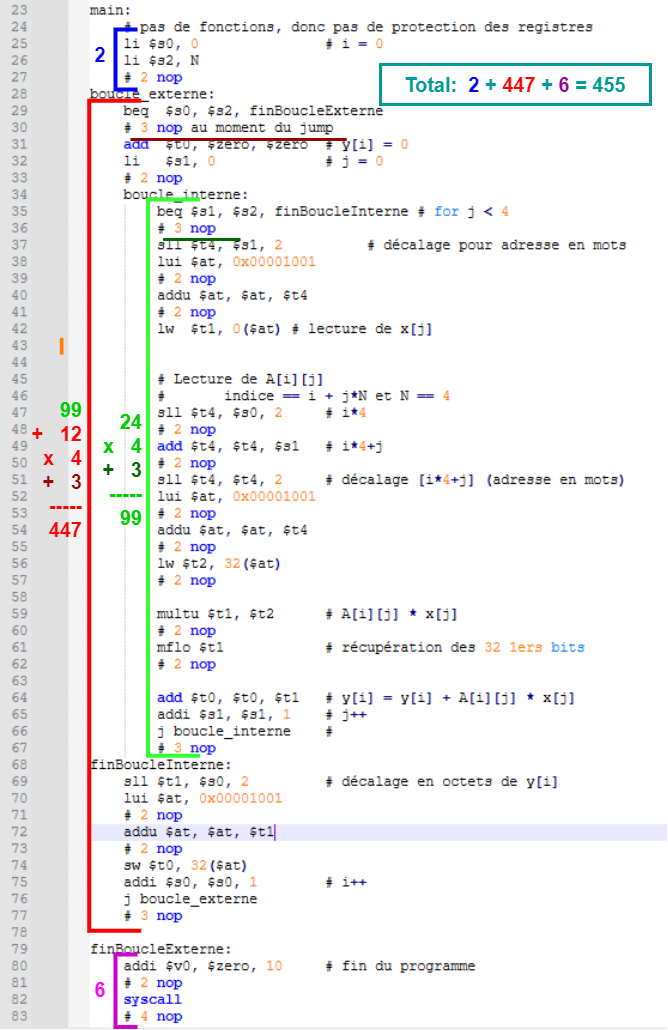 23 main:
24 # pas de fonctions, donc pas de protection des registres
25 li $s0, 0 # i = 0
26 li $s2, N
27 # 2 nop
28 boucle_externe:
29 beq $s0, $s2, finBoucleExterne
30 # 3 nop au moment du jump
31 add $t0, $zero, $zero # y[i] = 0
32 li $s1, 0 # j = 0
33 # 2 nop
34 boucle_interne:
35 beq $s1, $s2, finBoucleInterne # for j < 4
36 # 3 nop
37 sll $t4, $s1, 2 # décalage pour adresse en mots
38 lui $at, 0x00001001
39 # 2 nop
40 addu $at, $at, $t4
41 # 2 nop
42 lw $t1, 0($at) # lecture de x[j]
43
44
45 # Lecture de A[i][j]
46 # indice == i + j*N et N == 4
47 sll $t4, $s0, 2 # i*4
48 # 2 nop
49 add $t4, $t4, $s1 # i*4+j
50 # 2 nop
51 sll $t4, $t4, 2 # décalage [i*4+j] (adresse en mots)
52 lui $at, 0x00001001
53 # 2 nop
54 addu $at, $at, $t4
55 # 2 nop
56 lw $t2, 32($at)
57 # 2 nop
58
59 multu $t1, $t2 # A[i][j] * x[j]
60 # 2 nop
61 mflo $t1 # récupération des 32 1ers bits
62 # 2 nop
63
64 add $t0, $t0, $t1 # y[i] = y[i] + A[i][j] * x[j]
65 addi $s1, $s1, 1 # j++
66 j boucle_interne #
67 # 3 nop
68 finBoucleInterne:
69 sll $t1, $s0, 2 # décalage en octets de y[i]
70 lui $at, 0x00001001
71 # 2 nop
72 addu $at, $at, $t1
73 # 2 nop
74 sw $t0, 32($at)
75 addi $s0, $s0, 1 # i++
76 j boucle_externe
77 # 3 nop
78
79 finBoucleExterne:
80 addi $v0, $zero, 10 # fin du programme
81 # 2 nop
82 syscall
83 # 4 nop
2
Total: 2 + 447 + 6 = 455
99
+ 12
x 4
+ 3
-----
447
24
x 4
+ 3
-----
99
6